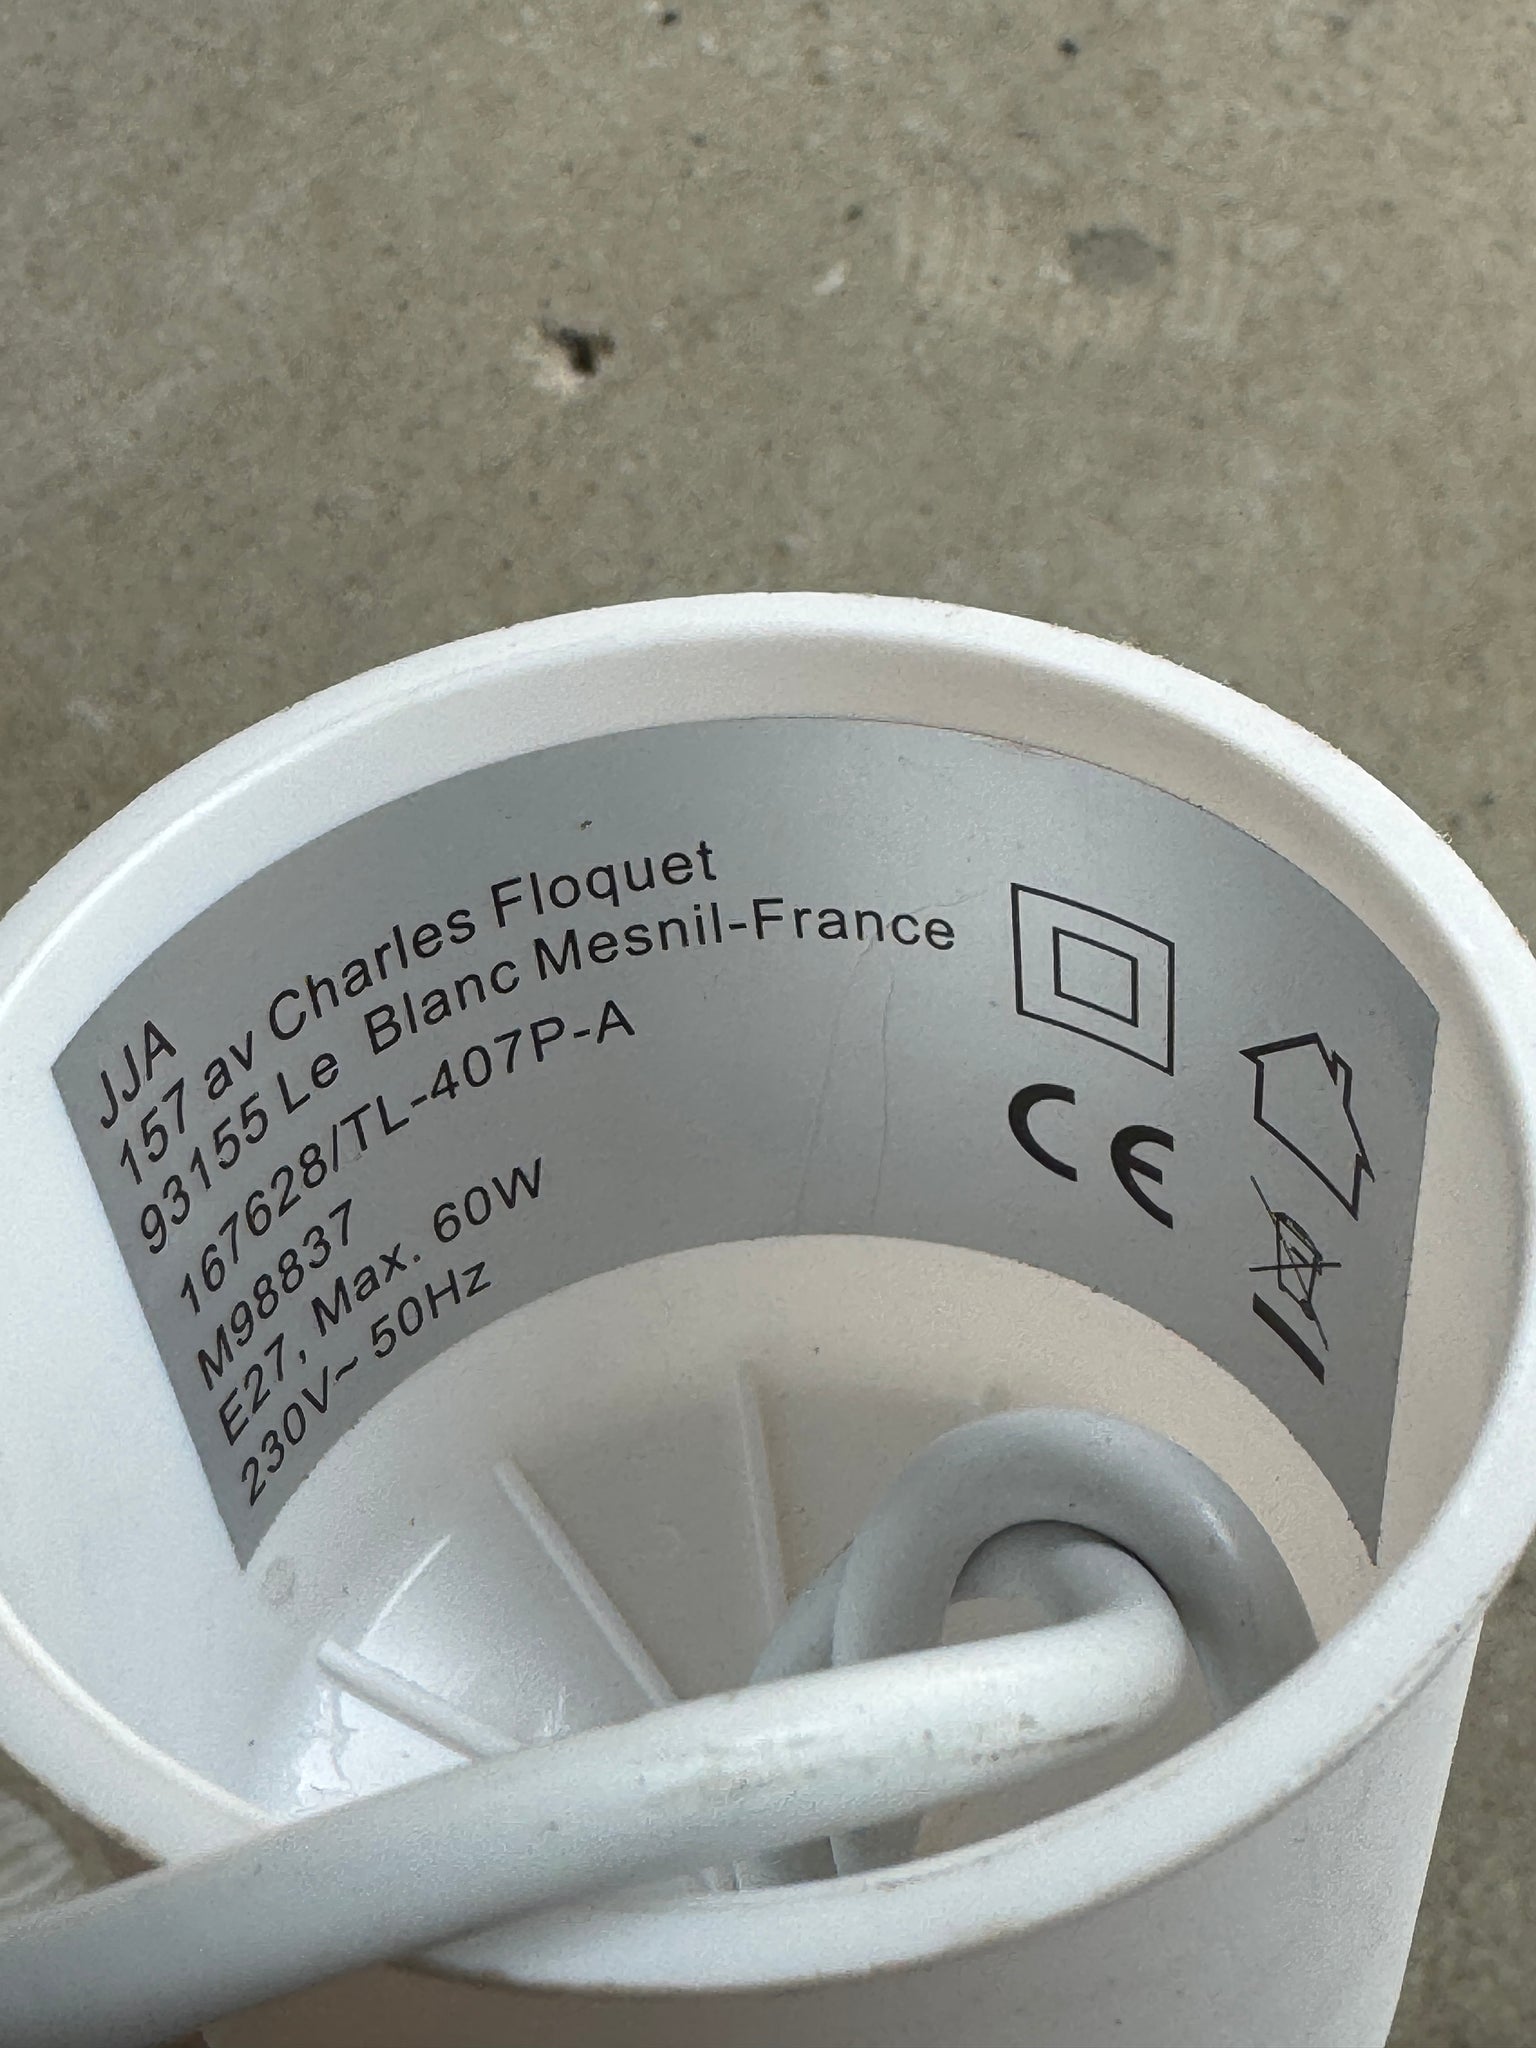 JJA
157 av Charles Floquet
93155 Le Blanc Mesnil-France
167628/TL-407P-A
M98837
E27, Max. 60W
230V~ 50Hz
CE